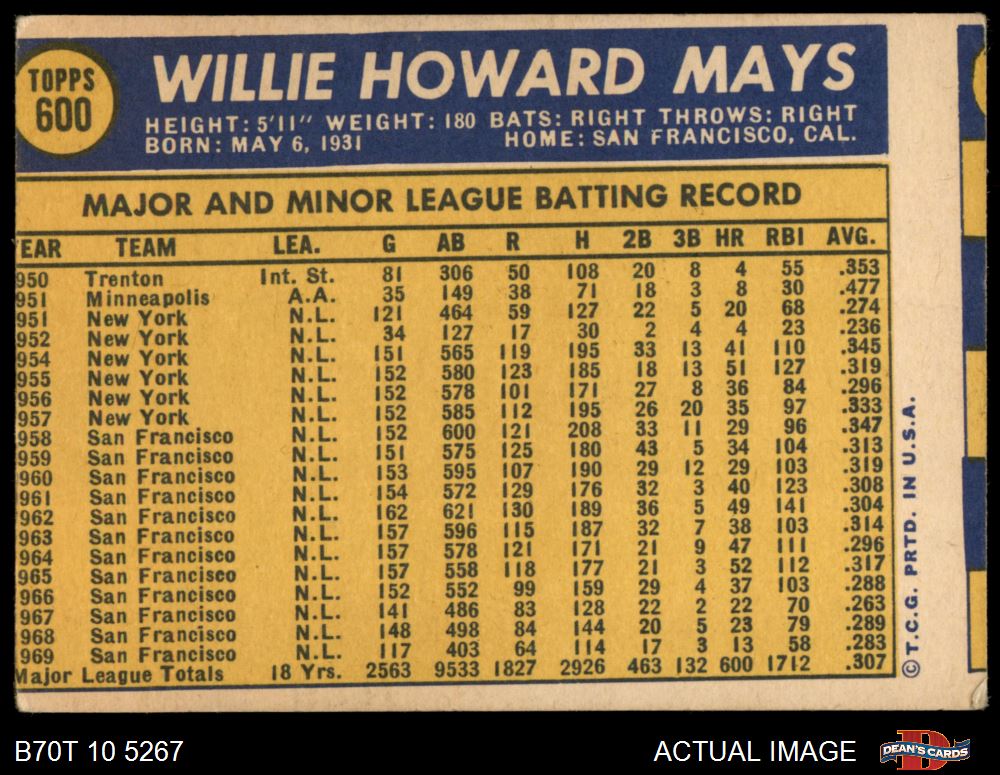 TOPPS
600
WILLIE HOWARD MAYS
HEIGHT: 5'11" WEIGHT: 180 BATS: RIGHT THROWS: RIGHT
BORN: MAY 6, 1931 HOME: SAN FRANCISCO, CAL.
MAJOR AND MINOR LEAGUE BATTING RECORD
EAR TEAM LEA. G AB R H 2B 3B HR RBI AVG.
950 Trenton Int. St. 81 306 50 108 20 8 4 55 .353
951 Minneapolis A.A. 35 149 38 71 18 3 8 30 .477
951 New York N.L. 121 464 59 127 22 5 20 68 .274
952 New York N.L. 34 127 17 30 2 4 4 23 .236
954 New York N.L. 151 565 119 195 33 13 41 110 .345
955 New York N.L. 152 580 123 185 18 13 51 127 .319
956 New York N.L. 152 578 101 171 27 8 36 84 .296
957 New York N.L. 152 585 112 195 26 20 35 97 .333
958 San Francisco N.L. 152 600 121 208 33 11 29 96 .347
959 San Francisco N.L. 151 575 125 180 43 5 34 104 .313
960 San Francisco N.L. 153 595 107 190 29 12 29 103 .319
961 San Francisco N.L. 154 572 129 176 32 3 40 123 .308
962 San Francisco N.L. 162 621 130 189 36 5 49 141 .304
963 San Francisco N.L. 157 596 115 187 32 7 38 103 .314
964 San Francisco N.L. 157 578 121 171 21 9 47 111 .296
965 San Francisco N.L. 157 558 118 177 21 3 52 112 .317
966 San Francisco N.L. 152 552 99 159 29 4 37 103 .288
967 San Francisco N.L. 141 486 83 128 22 2 22 70 .263
968 San Francisco N.L. 148 498 84 144 20 5 23 79 .289
969 San Francisco N.L. 117 403 64 114 17 3 13 58 .283
Major League Totals 18 Yrs. 2563 9533 1827 2926 463 132 600 1712 .307
© T.C.G. PRTD. IN U.S.A.
B70T 10 5267 ACTUAL IMAGE
DEAN'S CARDS